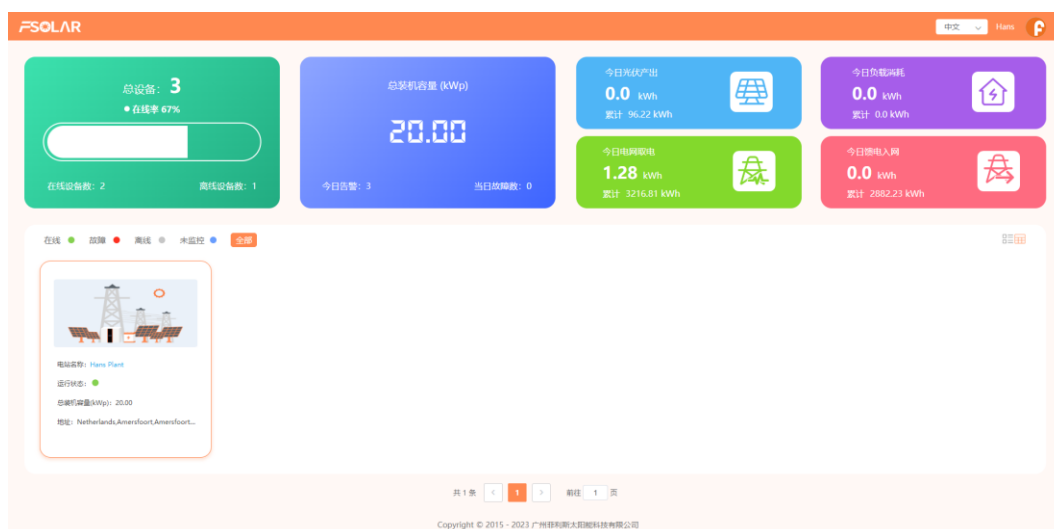 FSOLAR
中文
Hans
总设备: 3
在线率 67%
在线设备数: 2
离线设备数: 1
总装机容量 (kWp)
20.00
今日告警: 3
当日故障数: 0
今日光伏产出
0.0 kWh
累计 96.22 kWh
今日负载消耗
0.0 kWh
累计 0.0 kWh
今日电网取电
1.28 kWh
累计 3216.81 kWh
今日馈电入网
0.0 kWh
累计 2882.23 kWh
在线 故障 离线 未监控 全部
电站名称: Hans Plant
运行状态:
总装机容量(kWp): 20.00
地址: Netherlands,Amersfoort,Amersfoort...
共 1 条 < 1 > 前往 1 页
Copyright © 2015 - 2023 广州菲利斯太阳能科技有限公司